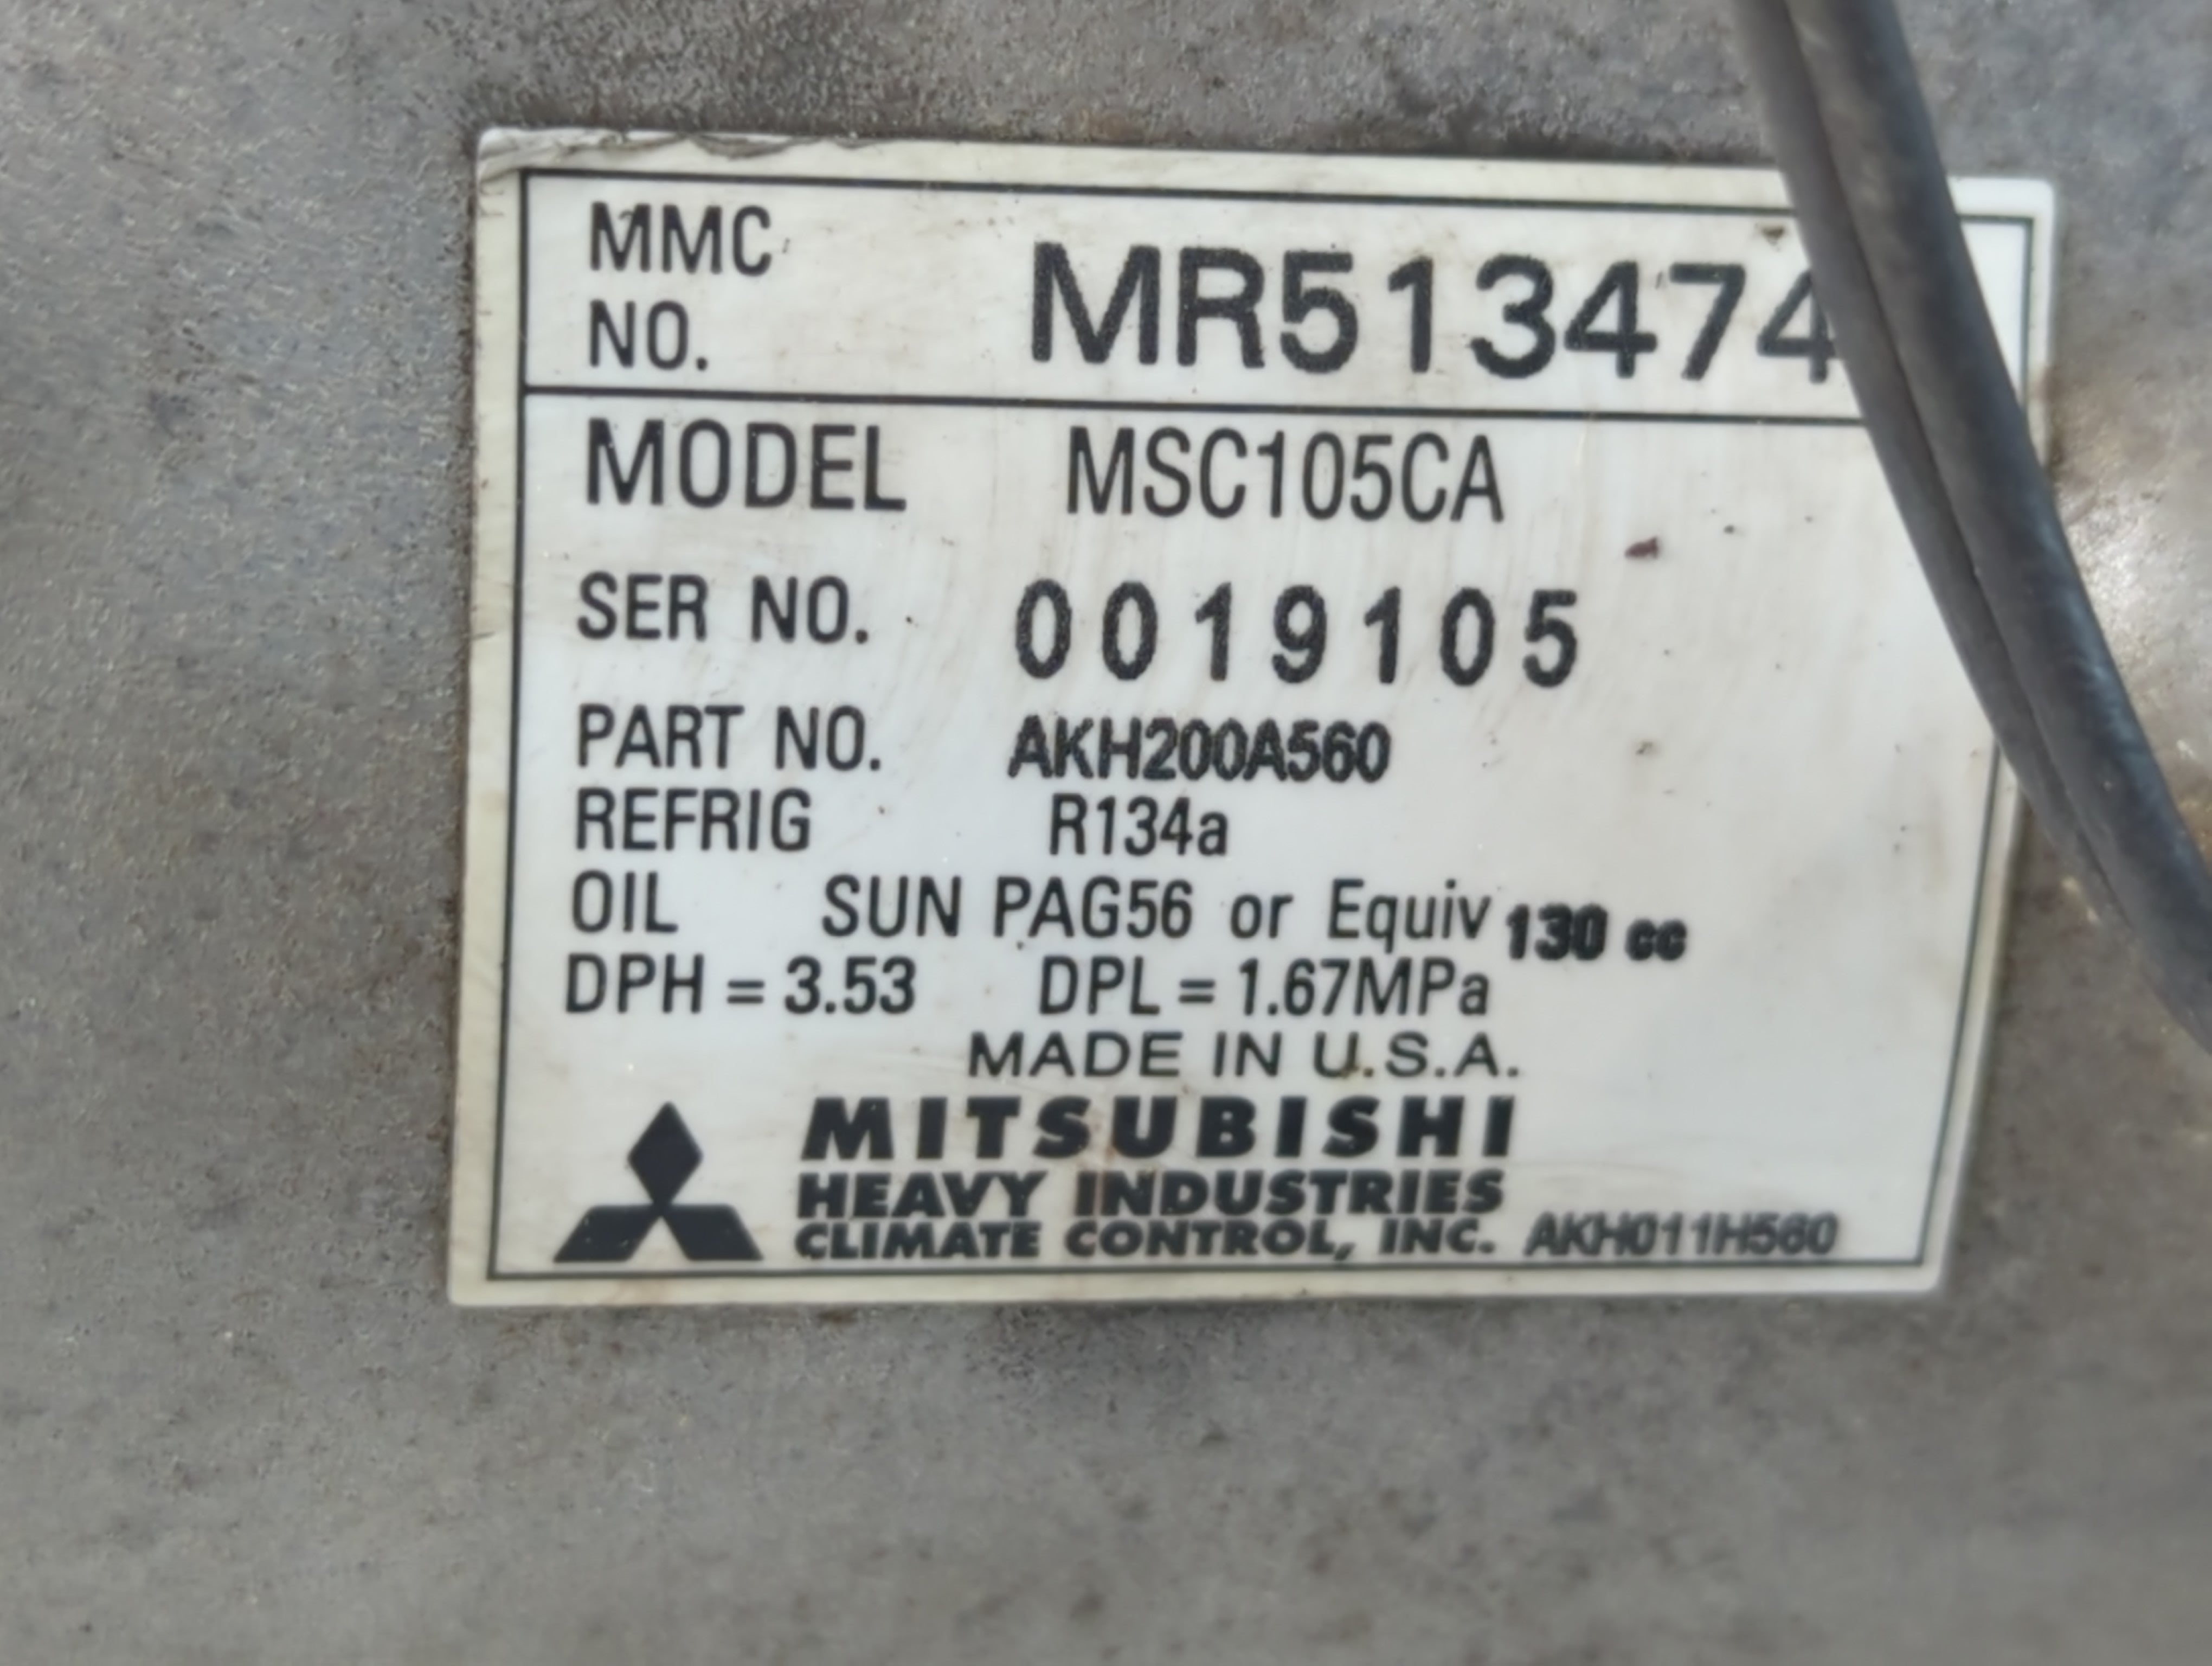 MMC
NO. MR513474
MODEL MSC105CA
SER NO. 0019105
PART NO. AKH200A560
REFRIG R134a
OIL SUN PAG56 or Equiv 130 cc
DPH = 3.53 DPL = 1.67MPa
MADE IN U.S.A.
MITSUBISHI
HEAVY INDUSTRIES
CLIMATE CONTROL, INC. AKH011H560